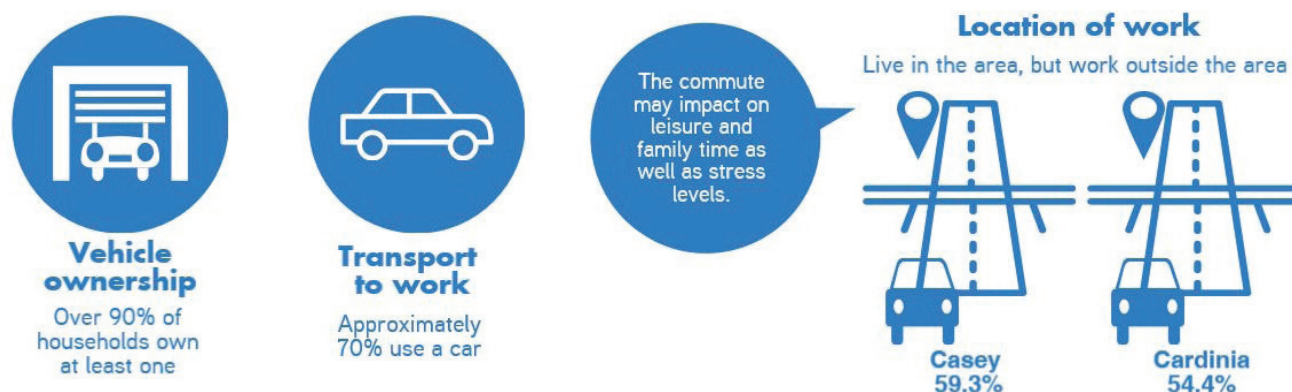 Vehicle
ownership
Over 90% of
households own
at least one
Transport
to work
Approximately
70% use a car
The commute
may impact on
leisure and
family time as
well as stress
levels.
Location of work
Live in the area, but work outside the area
Casey
59.3%
Cardinia
54.4%